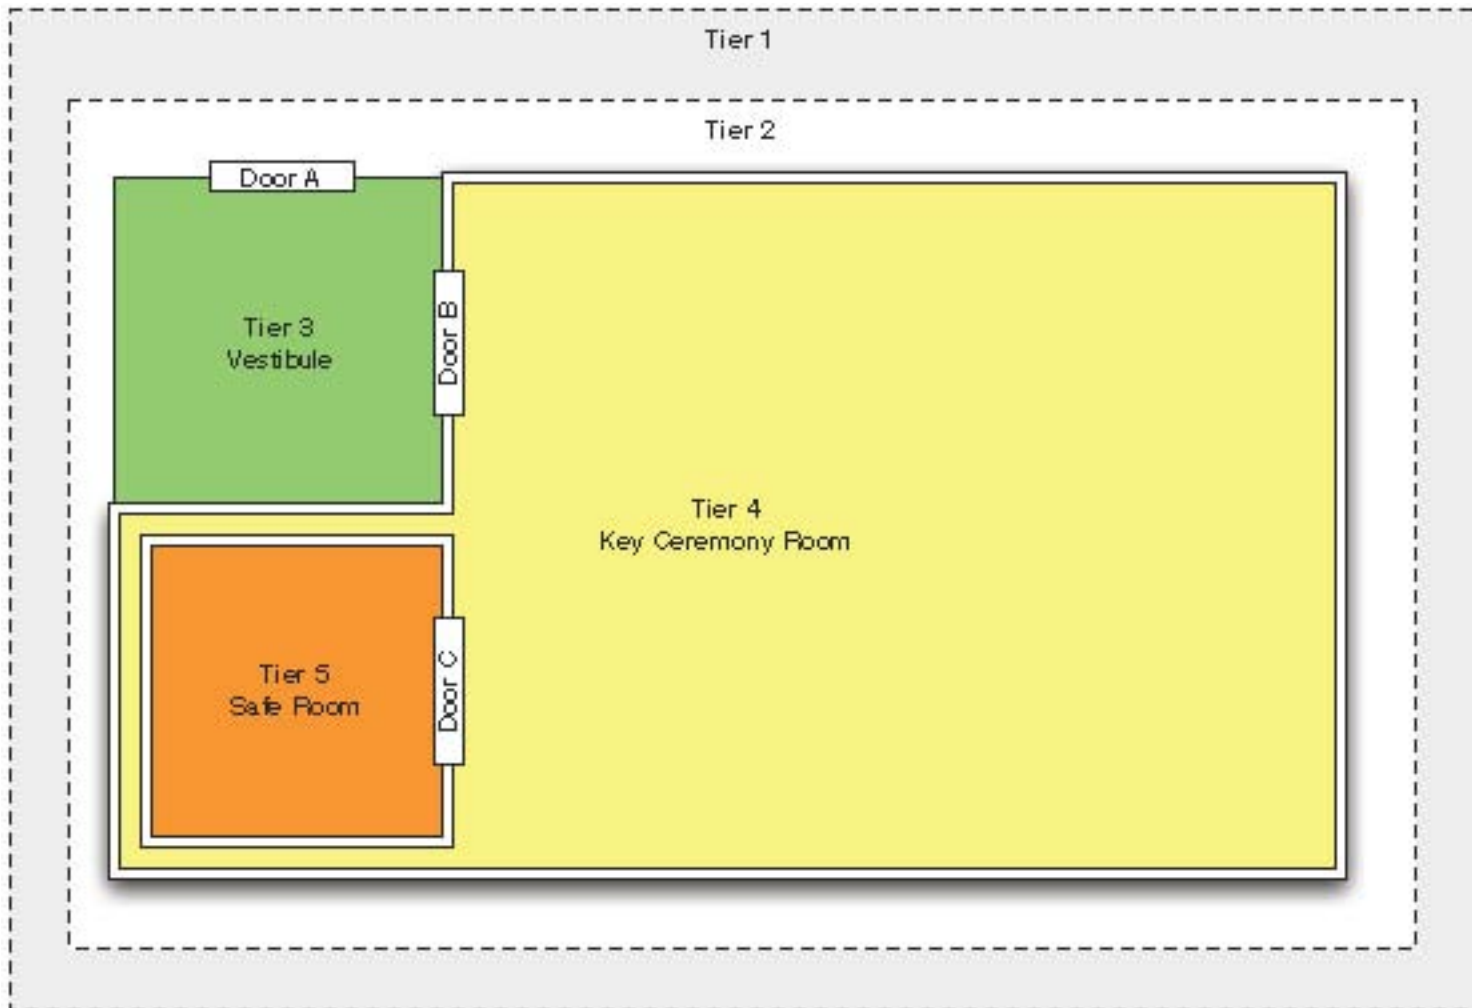 Tier 1
Tier 2
Door A
Tier 3
Vestibule
Door B
Tier 4
Key Ceremony Room
Tier 5
Safe Room
Door C